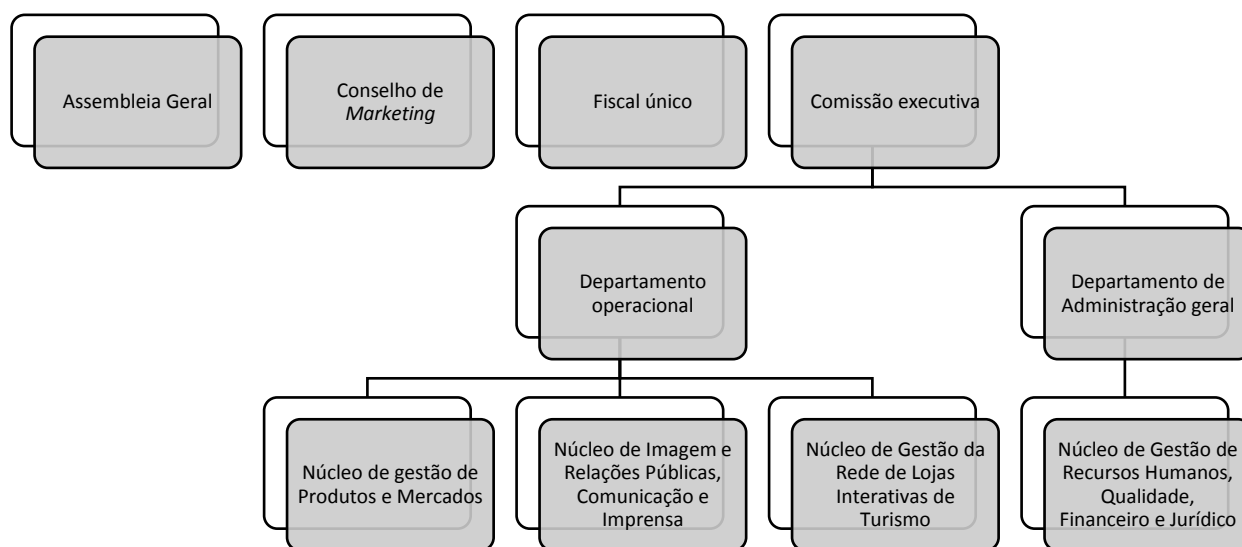 Assembleia Geral
Conselho de
Marketing
Fiscal único
Comissão executiva
Departamento
operacional
Departamento de
Administração geral
Núcleo de gestão de
Produtos e Mercados
Núcleo de Imagem e
Relações Públicas,
Comunicação e
Imprensa
Núcleo de Gestão da
Rede de Lojas
Interativas de
Turismo
Núcleo de Gestão de
Recursos Humanos,
Qualidade,
Financeiro e Jurídico